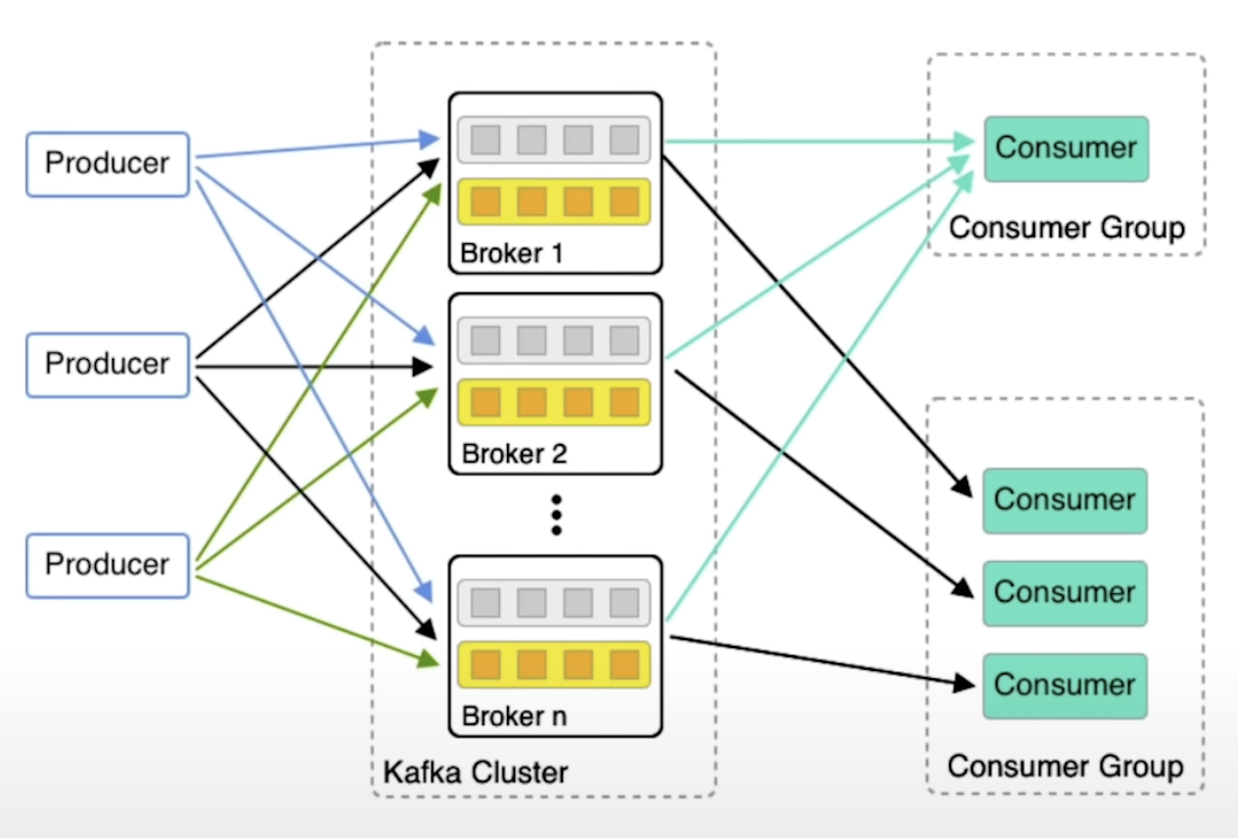 Producer
Producer
Producer
Broker 1
Broker 2
Broker n
Kafka Cluster
Consumer
Consumer Group
Consumer
Consumer
Consumer
Consumer Group